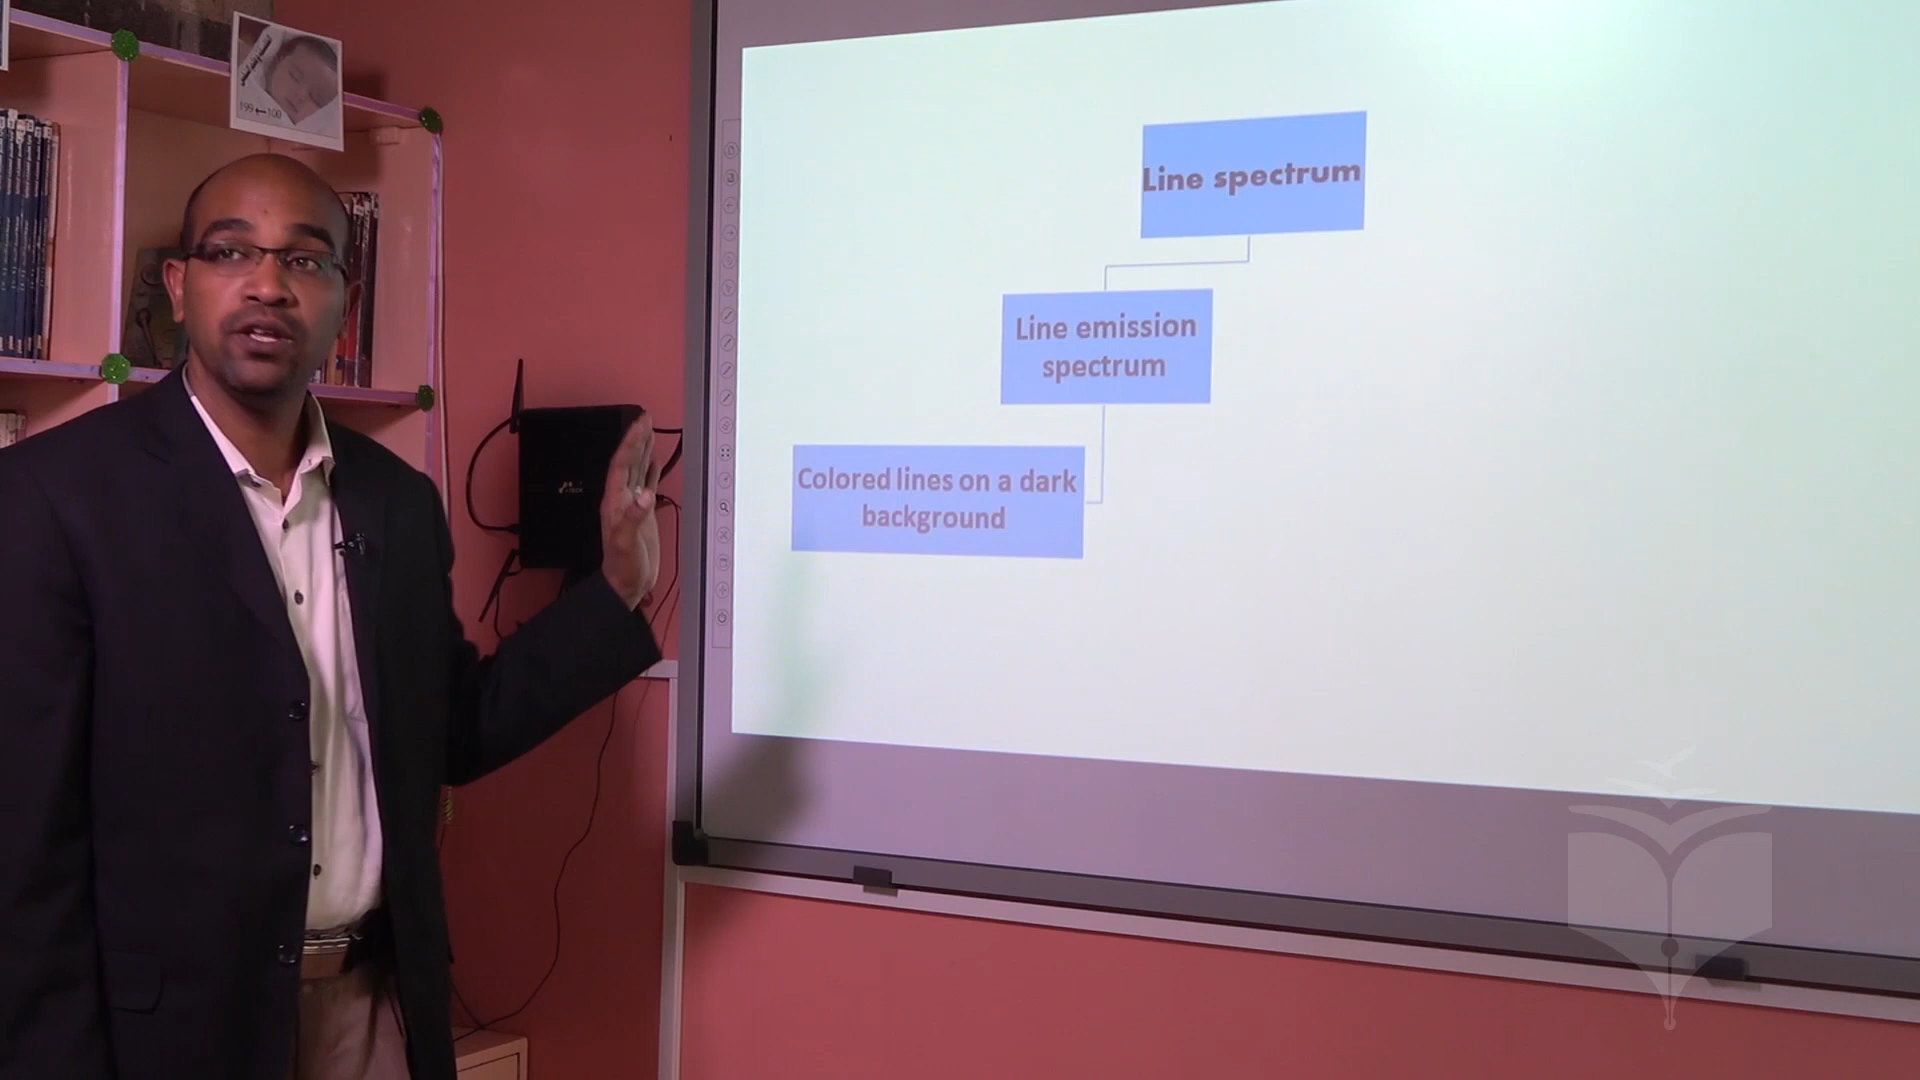 199 ⟵ 100
Line spectrum
Line emission
spectrum
Colored lines on a dark
background